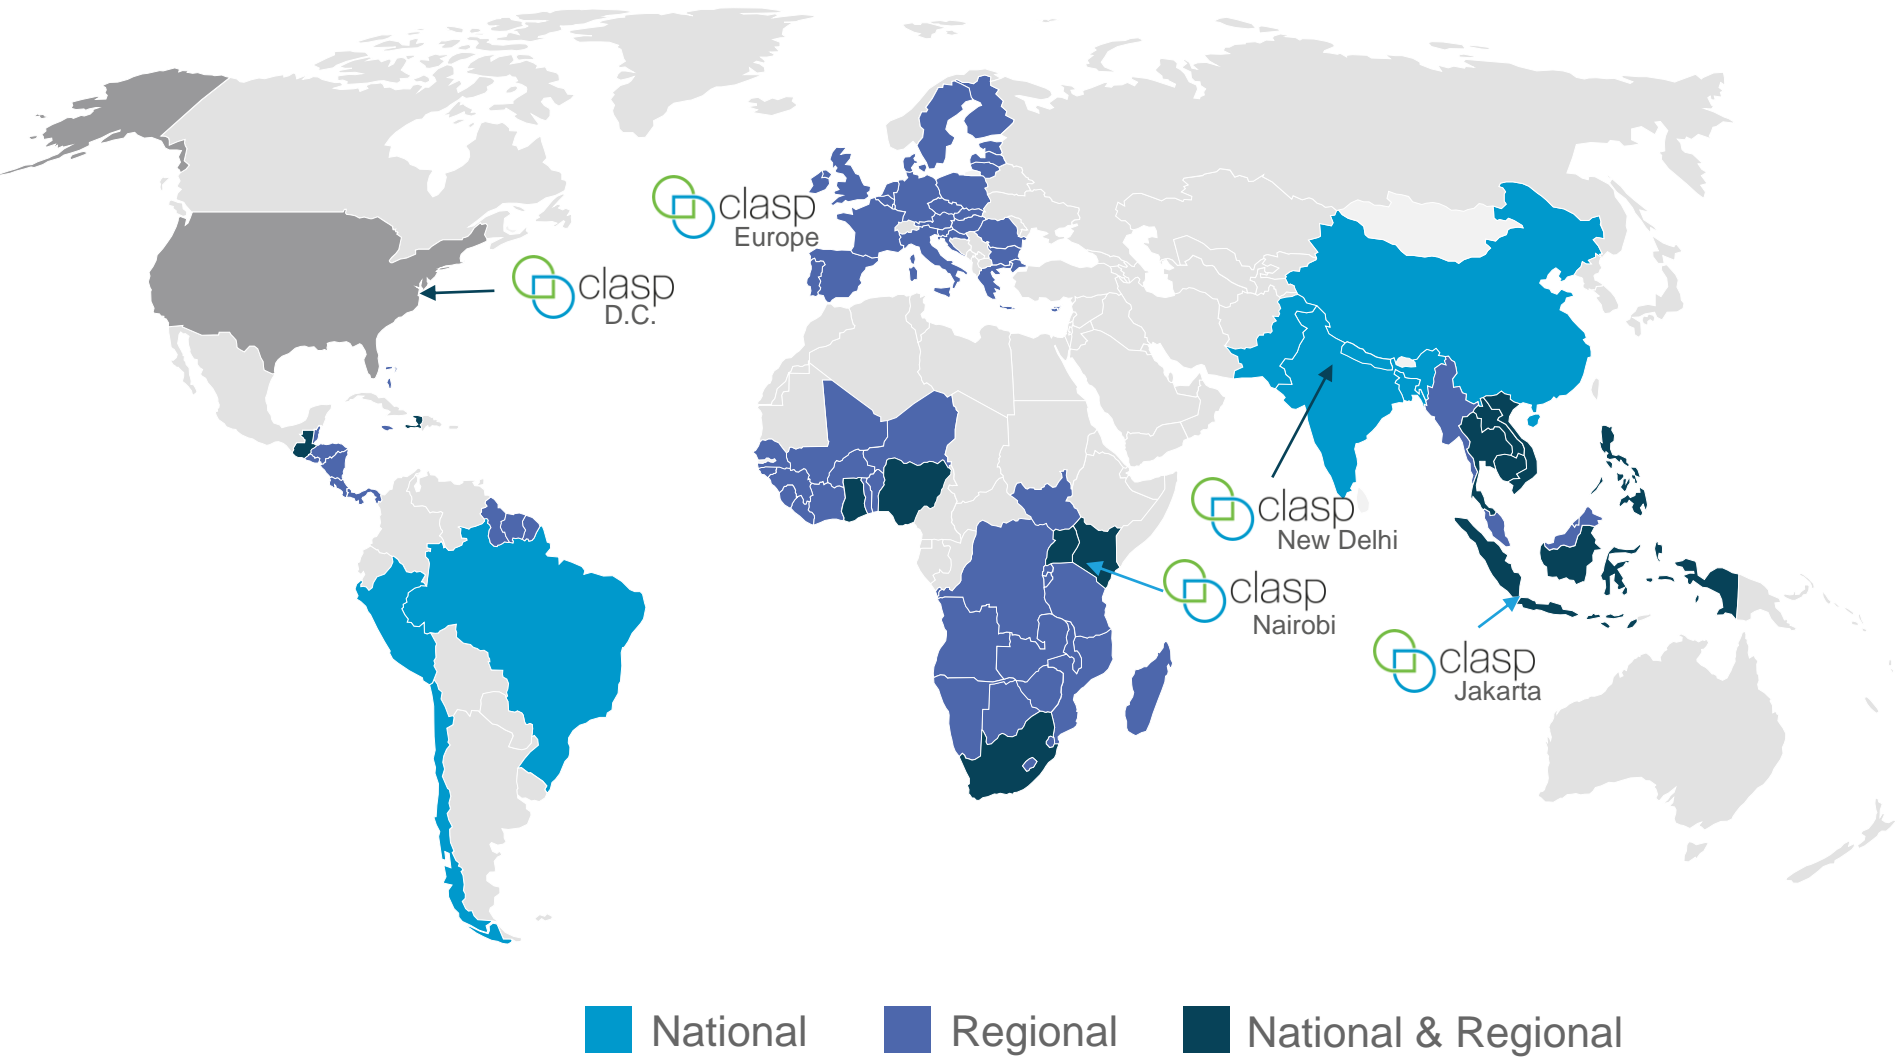 clasp
Europe
clasp
D.C.
clasp
New Delhi
clasp
Nairobi
clasp
Jakarta
National
Regional
National & Regional